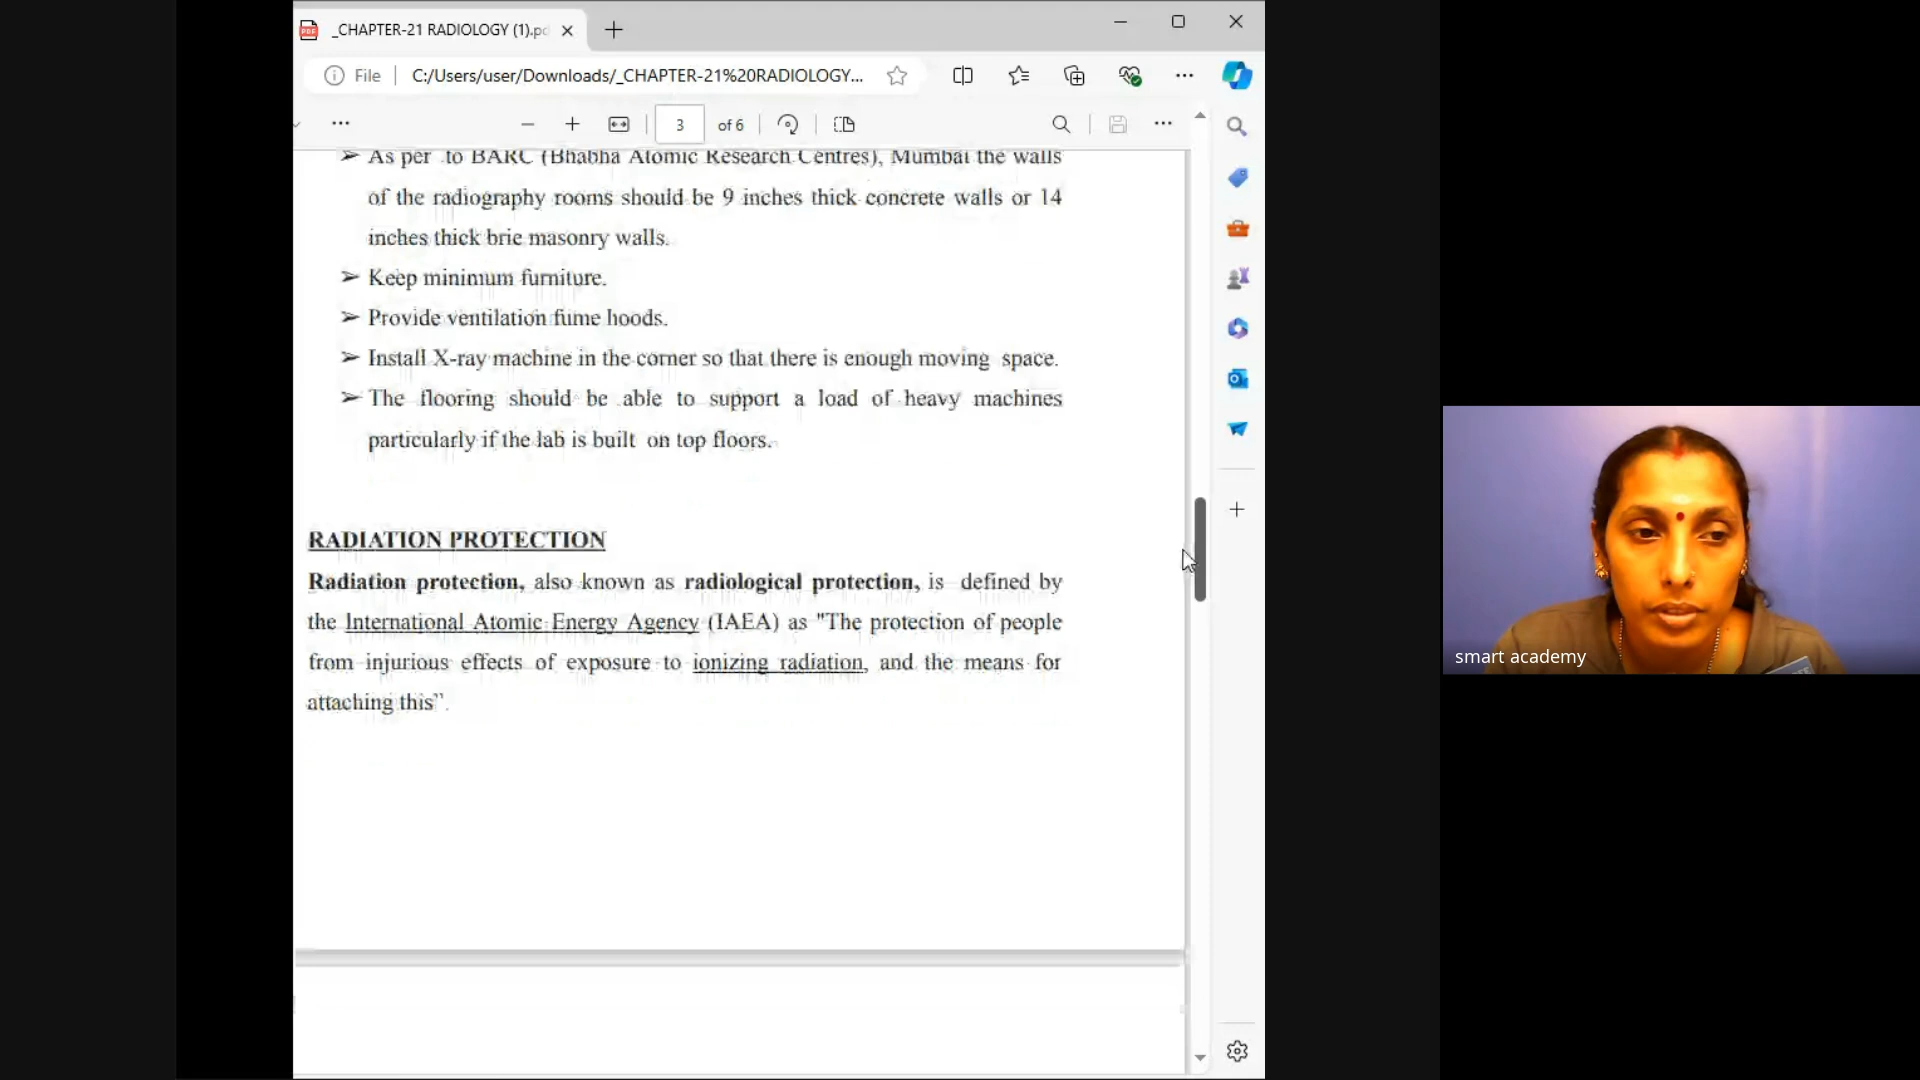 _CHAPTER-21 RADIOLOGY (1).pd
File
C:/Users/user/Downloads/_CHAPTER-21%20RADIOLOGY...
3 of 6
➢ As per to BARC (Bhabha Atomic Research Centres), Mumbai the walls
of the radiography rooms should be 9 inches thick concrete walls or 14
inches thick brie masonry walls.
➢ Keep minimum furniture.
➢ Provide ventilation fume hoods.
➢ Install X-ray machine in the corner so that there is enough moving space.
➢ The flooring should be able to support a load of heavy machines
particularly if the lab is built on top floors.
RADIATION PROTECTION
Radiation protection, also known as radiological protection, is defined by
the International Atomic Energy Agency (IAEA) as "The protection of people
from injurious effects of exposure to ionizing radiation, and the means for
attaching this".
smart academy